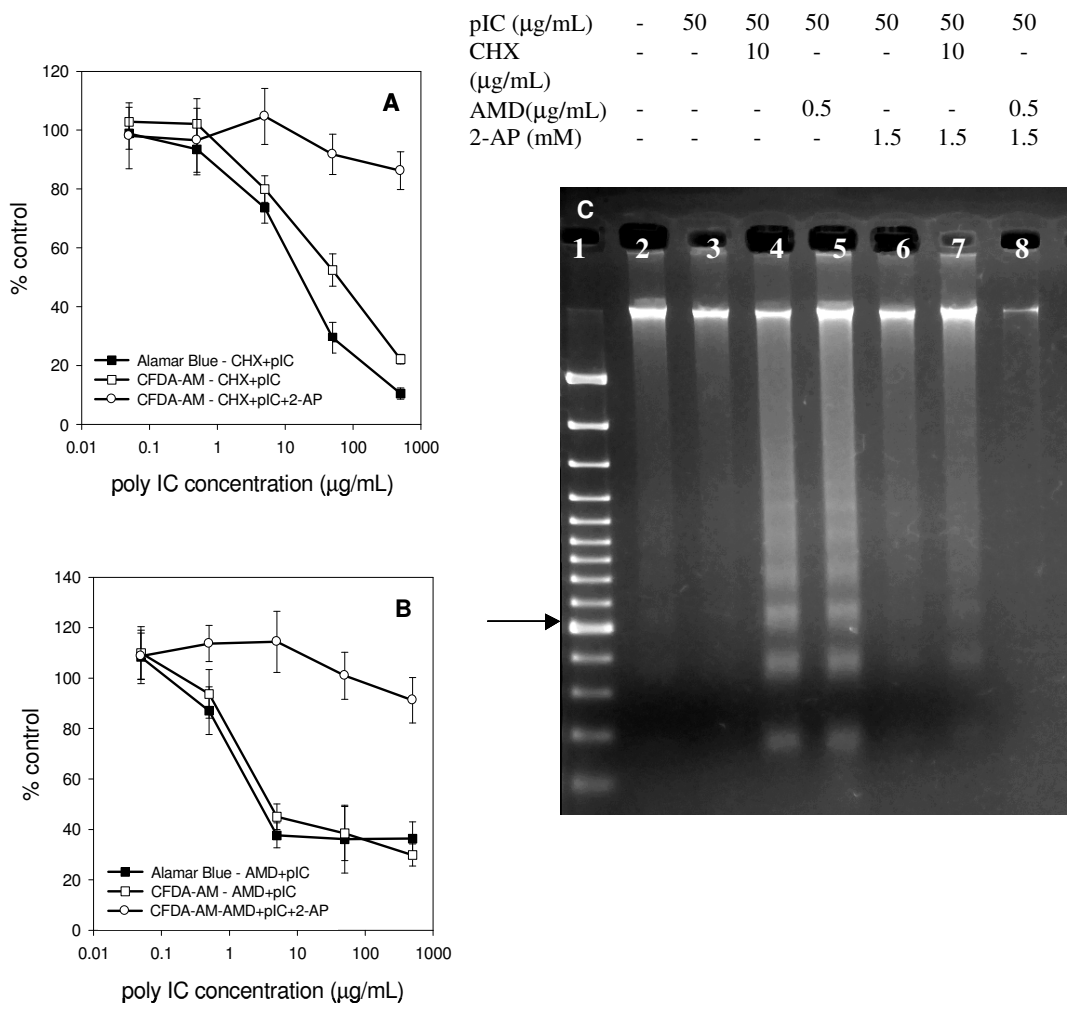 pIC (μg/mL) - 50 50 50 50 50 50
CHX - - 10 - - 10 -
(μg/mL)
AMD(μg/mL) - - - 0.5 - - 0.5
2-AP (mM) - - - - 1.5 1.5 1.5
A
120
100
80
60
40
20
0
% control
Alamar Blue - CHX+pIC
CFDA-AM - CHX+pIC
CFDA-AM - CHX+pIC+2-AP
0.01 0.1 1 10 100 1000
poly IC concentration (μg/mL)
B
140
120
100
80
60
40
20
0
% control
Alamar Blue - AMD+pIC
CFDA-AM - AMD+pIC
CFDA-AM-AMD+pIC+2-AP
0.01 0.1 1 10 100 1000
poly IC concentration (μg/mL)
C
1 2 3 4 5 6 7 8